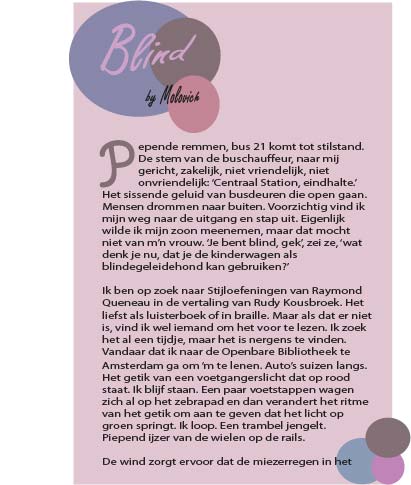 Blind
by Molovich
Pepende remmen, bus 21 komt tot stilstand.
De stem van de buschauffeur, naar mij
gericht, zakelijk, niet vriendelijk, niet
onvriendelijk: ‘Centraal Station, eindhalte.’
Het sissende geluid van busdeuren die open gaan.
Mensen drommen naar buiten. Voorzichtig vind ik
mijn weg naar de uitgang en stap uit. Eigenlijk
wilde ik mijn zoon meenemen, maar dat mocht
niet van m’n vrouw. ‘Je bent blind, gek’, zei ze, ‘wat
denk je nu, dat je de kinderwagen als
blindegeleidehond kan gebruiken?’
Ik ben op zoek naar Stijloefeningen van Raymond
Queneau in de vertaling van Rudy Kousbroek. Het
liefst als luisterboek of in braille. Maar als dat er niet
is, vind ik wel iemand om het voor te lezen. Ik zoek
het al een tijdje, maar het is nergens te vinden.
Vandaar dat ik naar de Openbare Bibliotheek te
Amsterdam ga om ’m te lenen. Auto’s suizen langs.
Het getik van een voetgangerslicht dat op rood
staat. Ik blijf staan. Een paar voetstappen wagen
zich al op het zebrapad en dan verandert het ritme
van het getik om aan te geven dat het licht op
groen springt. Ik loop. Een trambel jengelt.
Piepend ijzer van de wielen op de rails.
De wind zorgt ervoor dat de miezerregen in het